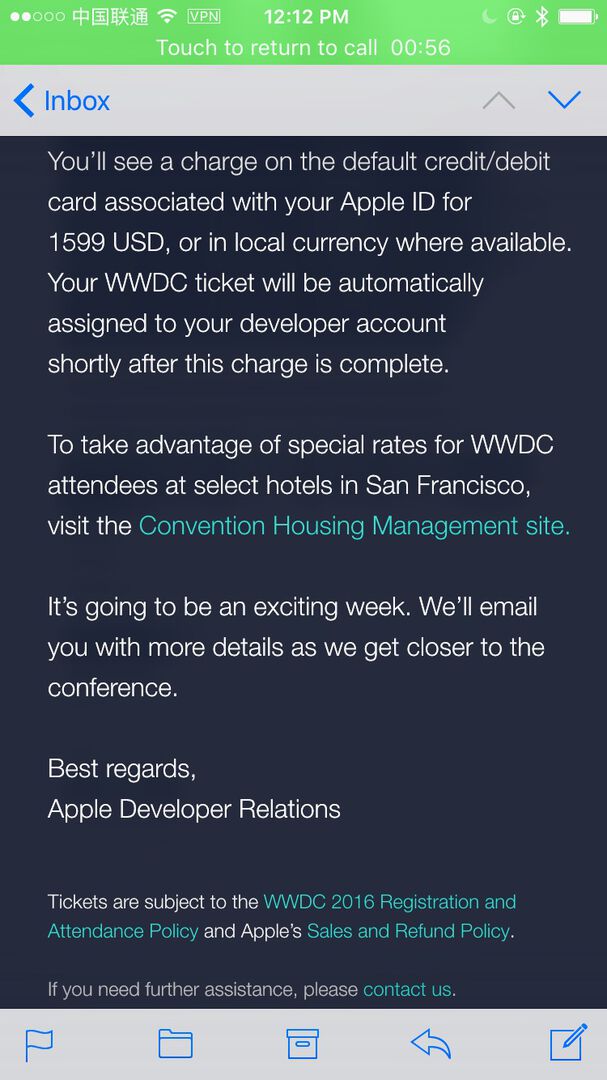 中国联通 VPN 12:12 PM
Touch to return to call 00:56
Inbox
You’ll see a charge on the default credit/debit
card associated with your Apple ID for
1599 USD, or in local currency where available.
Your WWDC ticket will be automatically
assigned to your developer account
shortly after this charge is complete.
To take advantage of special rates for WWDC
attendees at select hotels in San Francisco,
visit the Convention Housing Management site.
It’s going to be an exciting week. We’ll email
you with more details as we get closer to the
conference.
Best regards,
Apple Developer Relations
Tickets are subject to the WWDC 2016 Registration and
Attendance Policy and Apple’s Sales and Refund Policy.
If you need further assistance, please contact us.